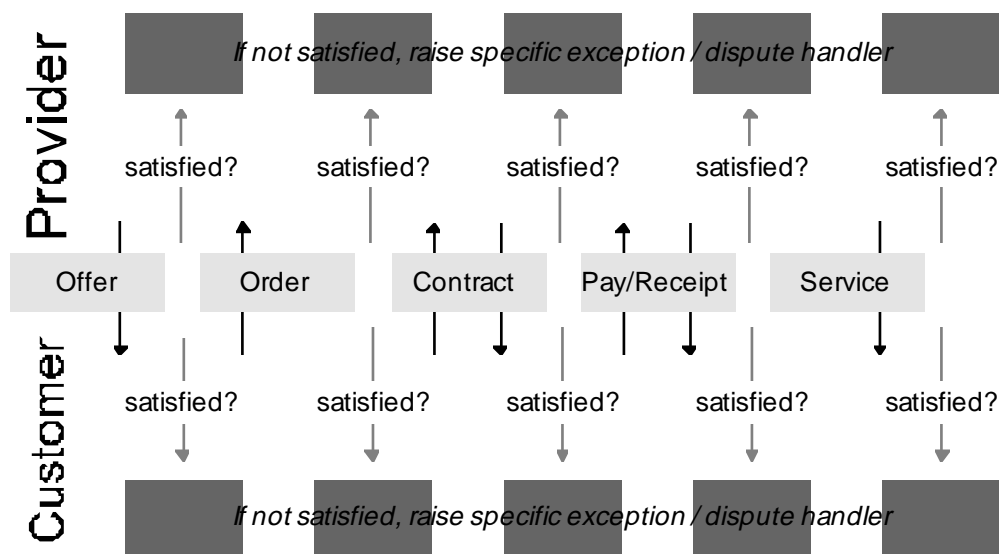 Provider
If not satisfied, raise specific exception / dispute handler
satisfied? satisfied? satisfied? satisfied? satisfied?
Offer Order Contract Pay/Receipt Service
Customer
satisfied? satisfied? satisfied? satisfied? satisfied?
If not satisfied, raise specific exception / dispute handler